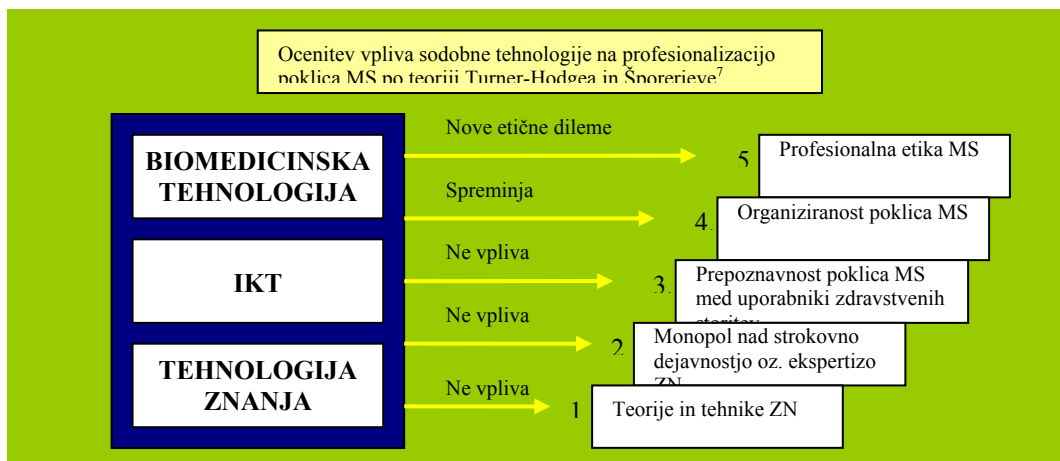 Ocenitev vpliva sodobne tehnologije na profesionalizacijo
poklica MS po teoriji Turner-Hodgea in Šporerjeve7
BIOMEDICINSKA
TEHNOLOGIJA
IKT
TEHNOLOGIJA
ZNANJA
Nove etične dileme
Spreminja
Ne vpliva
Ne vpliva
Ne vpliva
5
Profesionalna etika MS
4.
Organiziranost poklica MS
3.
Prepoznavnost poklica MS
med uporabniki zdravstvenih
storitev
2
Monopol nad strokovno
dejavnostjo oz. ekspertizo
ZN
1
Teorije in tehnike ZN